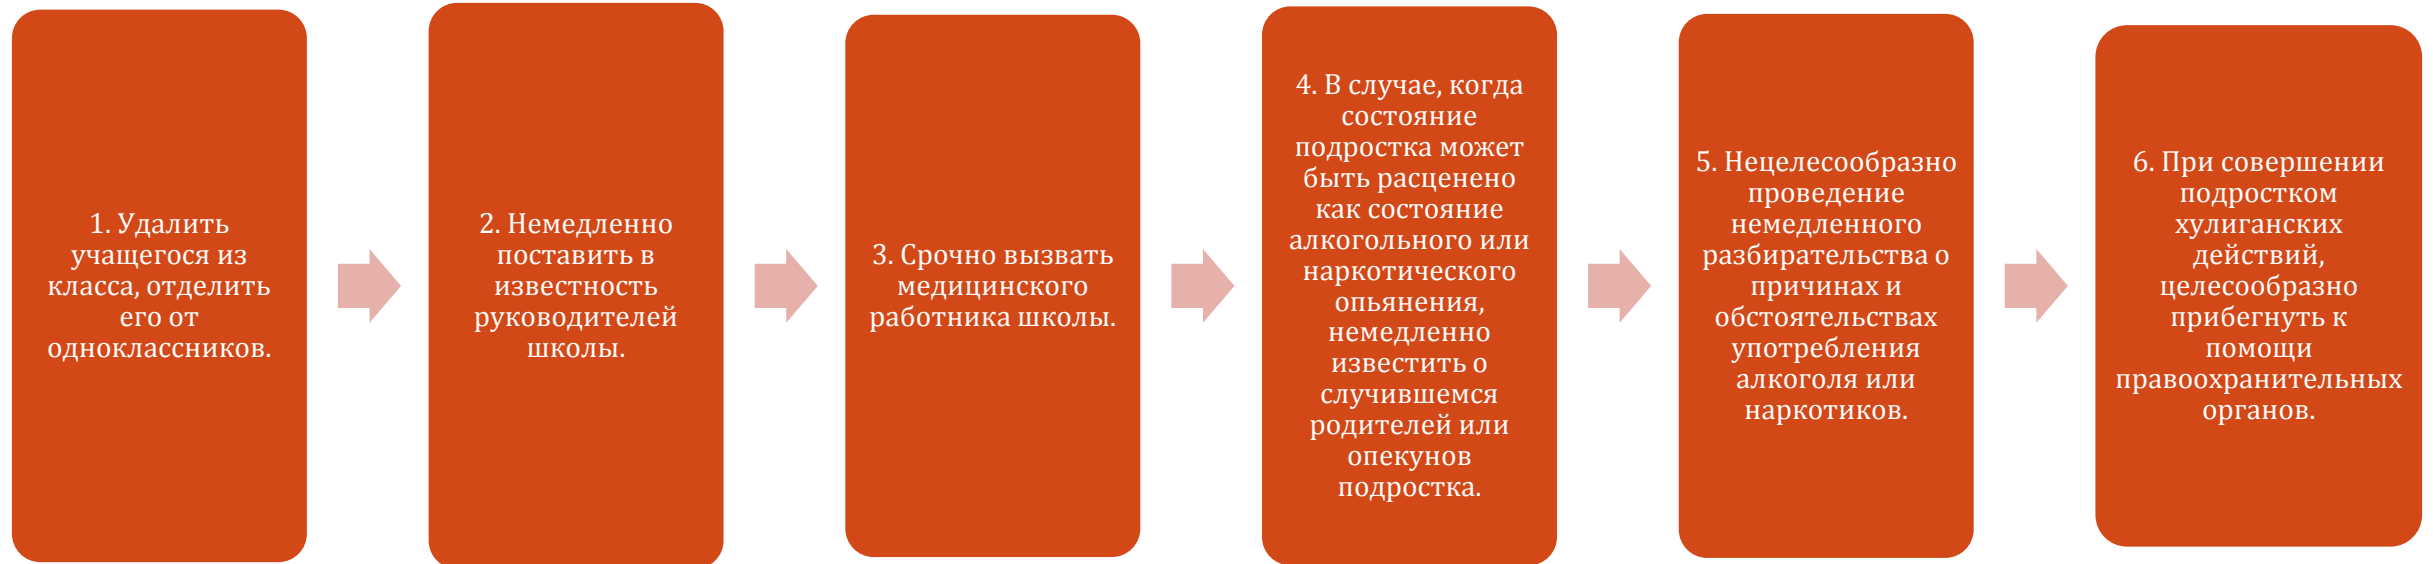 1. Удалить
учащегося из
класса, отделить
его от
одноклассников.
2. Немедленно
поставить в
известность
руководителей
школы.
3. Срочно вызвать
медицинского
работника школы.
4. В случае, когда
состояние
подростка может
быть расценено
как состояние
алкогольного или
наркотического
опьянения,
немедленно
известить о
случившемся
родителей или
опекунов
подростка.
5. Нецелесообразно
проведение
немедленного
разбирательства о
причинах и
обстоятельствах
употребления
алкоголя или
наркотиков.
6. При совершении
подростком
хулиганских
действий,
целесообразно
прибегнуть к
помощи
правоохранительных
органов.